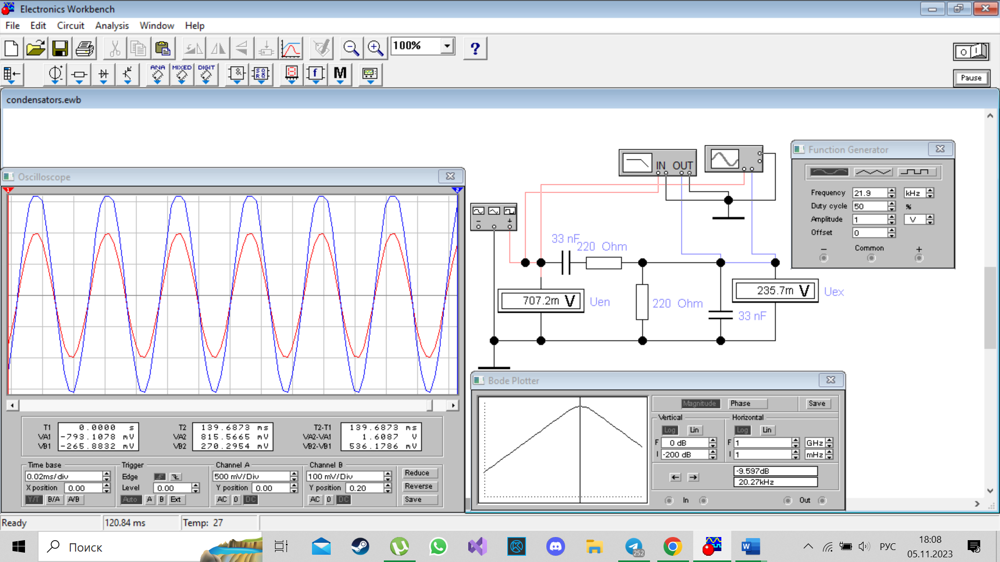 Electronics Workbench
File Edit Circuit Analysis Window Help
100%
?
ANA MIXED DIGIT
f M
Pause
condensators.ewb
Oscilloscope
1 2
T1 0.0000 s
VA1 -793.1078 mV
VB1 -265.8832 mV
T2 139.6873 ms
VA2 815.5665 mV
VB2 270.2954 mV
T2-T1 139.6873 ms
VA2-VA1 1.6087 V
VB2-VB1 536.1786 mV
Time base
0.02ms/div
X position 0.00
Y/T B/A A/B
Trigger
Edge
Level 0.00
Auto A B Ext
Channel A
500 mV/Div
Y position 0.00
AC 0 DC
Channel B
100 mV/Div
Y position 0.20
AC 0 DC
Reduce
Reverse
Save
IN OUT
33 nF
220 Ohm
707.2m V
Uen
220 Ohm
235.7m V
Uex
33 nF
Function Generator
Frequency 21.9 kHz
Duty cycle 50 %
Amplitude 1 V
Offset 0
− Common +
Bode Plotter
Magnitude Phase Save
Vertical
Log Lin
F 0 dB
I -200 dB
Horizontal
Log Lin
F 1 GHz
I 1 mHz
← →
-9.597dB
20.27kHz
In Out
Ready 120.84 ms Temp: 27
Поиск
252
W
РУС
18:08
05.11.2023